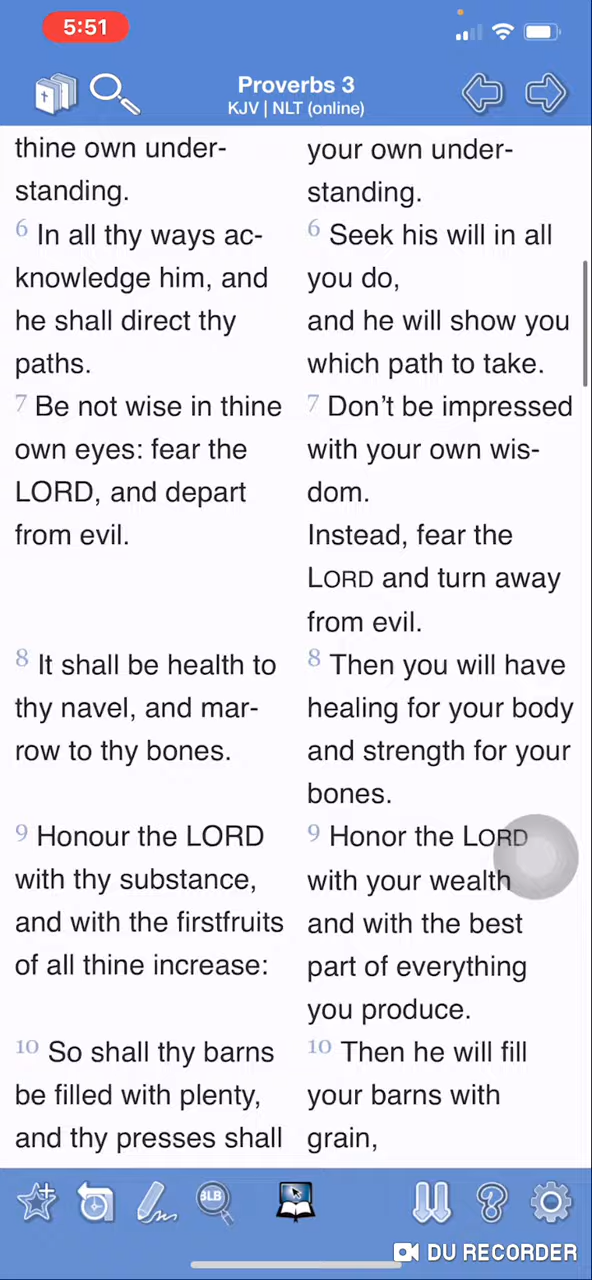 5:51
Proverbs 3
KJV | NLT (online)
thine own under-
standing.
6 In all thy ways ac-
knowledge him, and
he shall direct thy
paths.
7 Be not wise in thine
own eyes: fear the
LORD, and depart
from evil.
8 It shall be health to
thy navel, and mar-
row to thy bones.
9 Honour the LORD
with thy substance,
and with the firstfruits
of all thine increase:
10 So shall thy barns
be filled with plenty,
and thy presses shall
your own under-
standing.
6 Seek his will in all
you do,
and he will show you
which path to take.
7 Don’t be impressed
with your own wis-
dom.
Instead, fear the
LORD and turn away
from evil.
8 Then you will have
healing for your body
and strength for your
bones.
9 Honor the LORD
with your wealth
and with the best
part of everything
you produce.
10 Then he will fill
your barns with
grain,
BLB
DU RECORDER